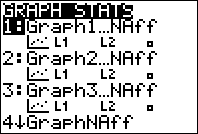 GRAPH STATS
1:Graph1…NAff
L1 L2 ▫
2:Graph2…NAff
L1 L2 ▫
3:Graph3…NAff
L1 L2 ▫
4↓GraphNAff